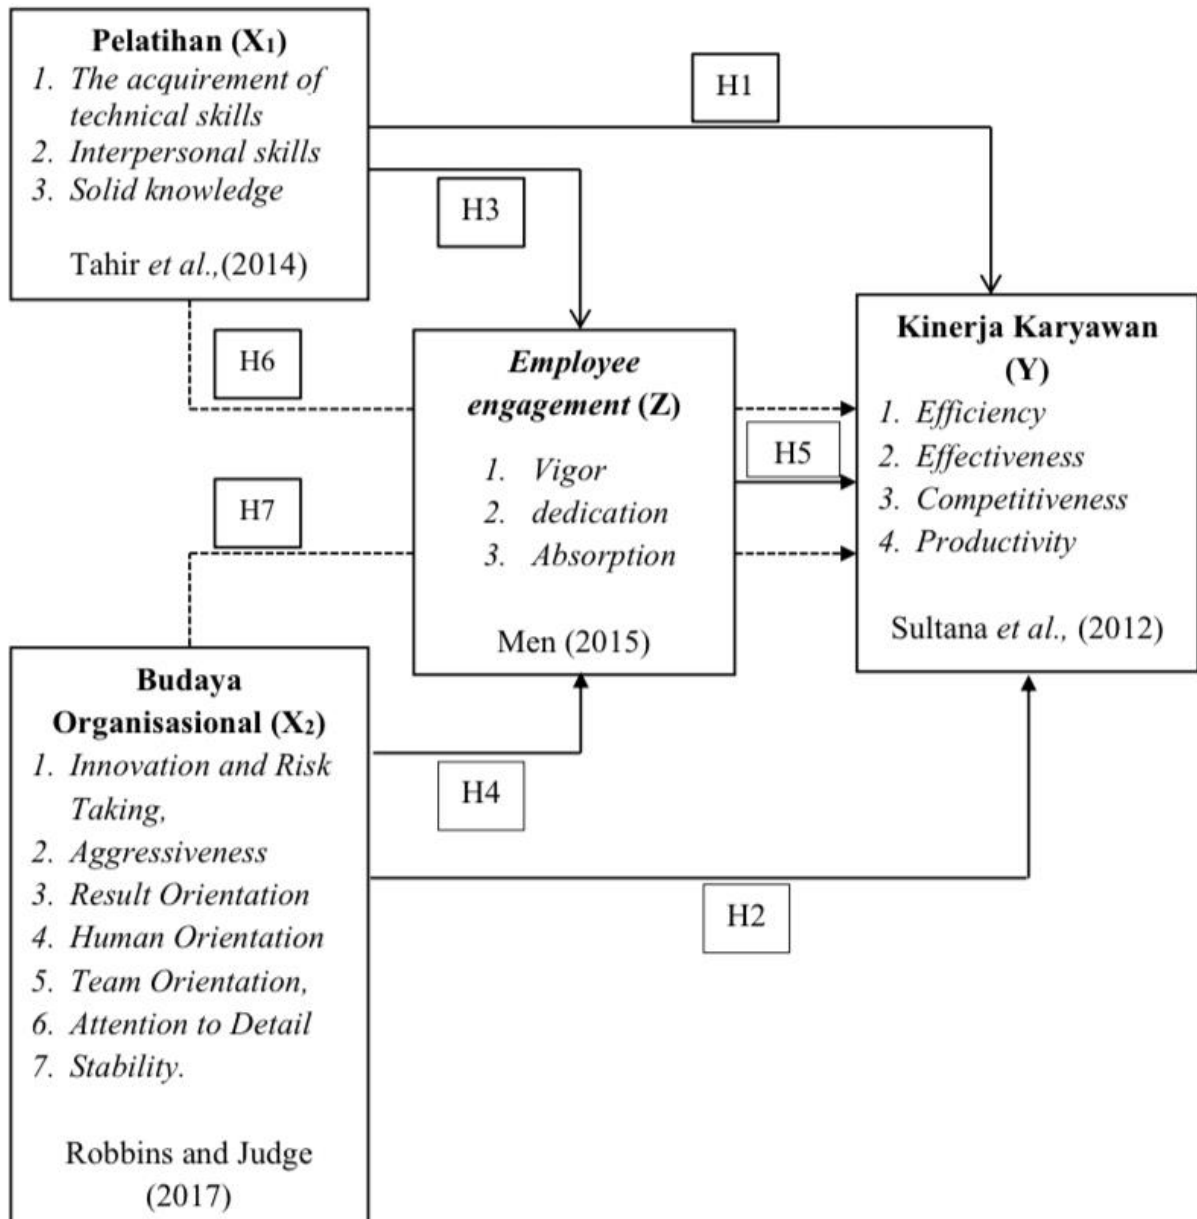 Pelatihan (X1)
1. The acquirement of
technical skills
2. Interpersonal skills
3. Solid knowledge
Tahir et al.,(2014)
H1
H3
H6
H7
Employee
engagement (Z)
1. Vigor
2. dedication
3. Absorption
Men (2015)
H5
Kinerja Karyawan
(Y)
1. Efficiency
2. Effectiveness
3. Competitiveness
4. Productivity
Sultana et al., (2012)
Budaya
Organisasional (X2)
1. Innovation and Risk
Taking,
2. Aggressiveness
3. Result Orientation
4. Human Orientation
5. Team Orientation,
6. Attention to Detail
7. Stability.
Robbins and Judge
(2017)
H4
H2